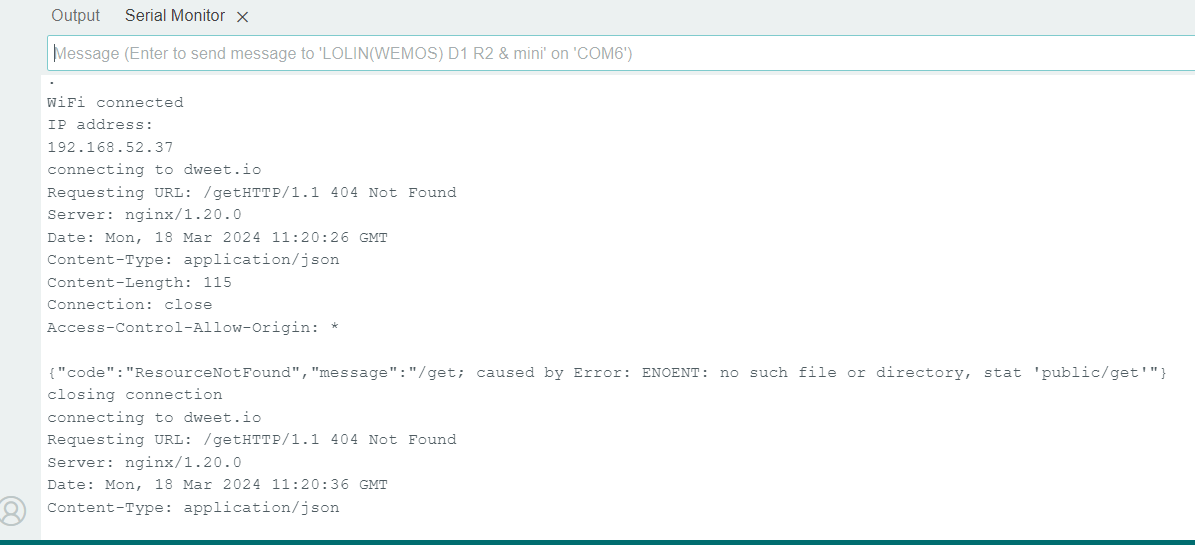 Output Serial Monitor
Message (Enter to send message to 'LOLIN(WEMOS) D1 R2 & mini' on 'COM6')
.
WiFi connected
IP address:
192.168.52.37
connecting to dweet.io
Requesting URL: /getHTTP/1.1 404 Not Found
Server: nginx/1.20.0
Date: Mon, 18 Mar 2024 11:20:26 GMT
Content-Type: application/json
Content-Length: 115
Connection: close
Access-Control-Allow-Origin: *
{"code":"ResourceNotFound","message":"/get; caused by Error: ENOENT: no such file or directory, stat 'public/get'"}
closing connection
connecting to dweet.io
Requesting URL: /getHTTP/1.1 404 Not Found
Server: nginx/1.20.0
Date: Mon, 18 Mar 2024 11:20:36 GMT
Content-Type: application/json